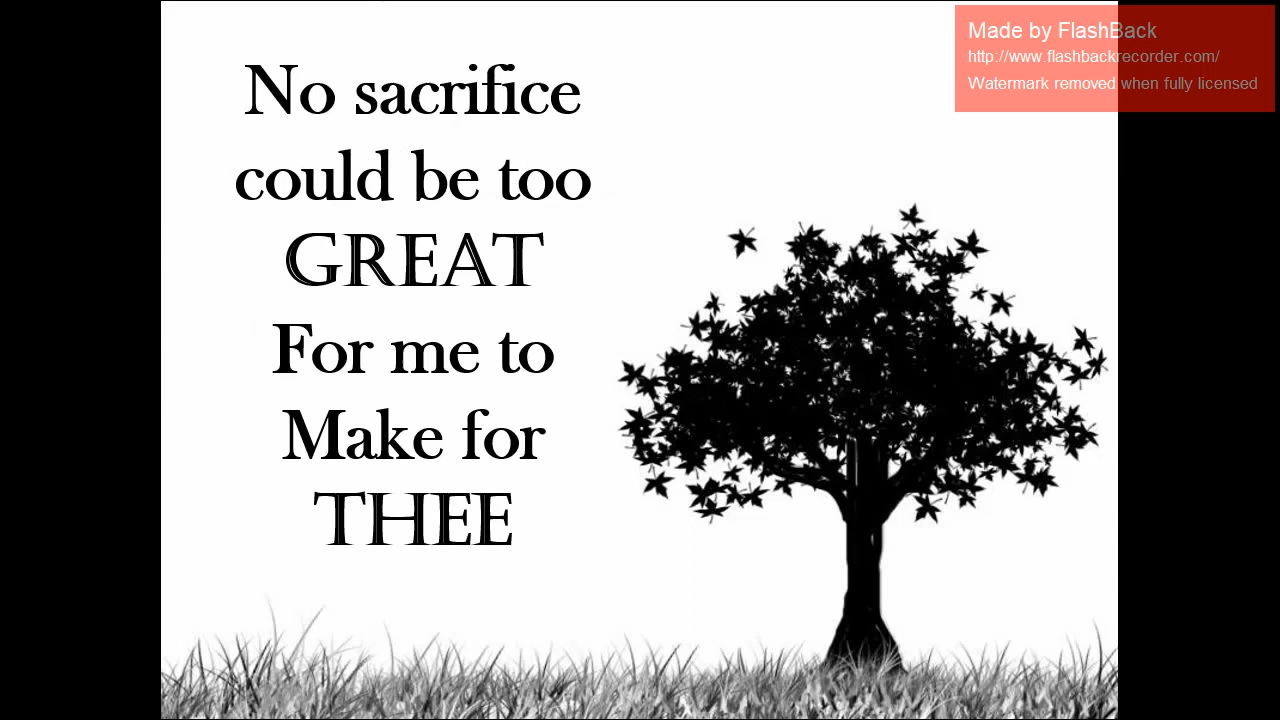 No sacrifice
could be too
GREAT
For me to
Make for
THEE
Made by FlashBack
http://www.flashbackrecorder.com/
Watermark removed when fully licensed